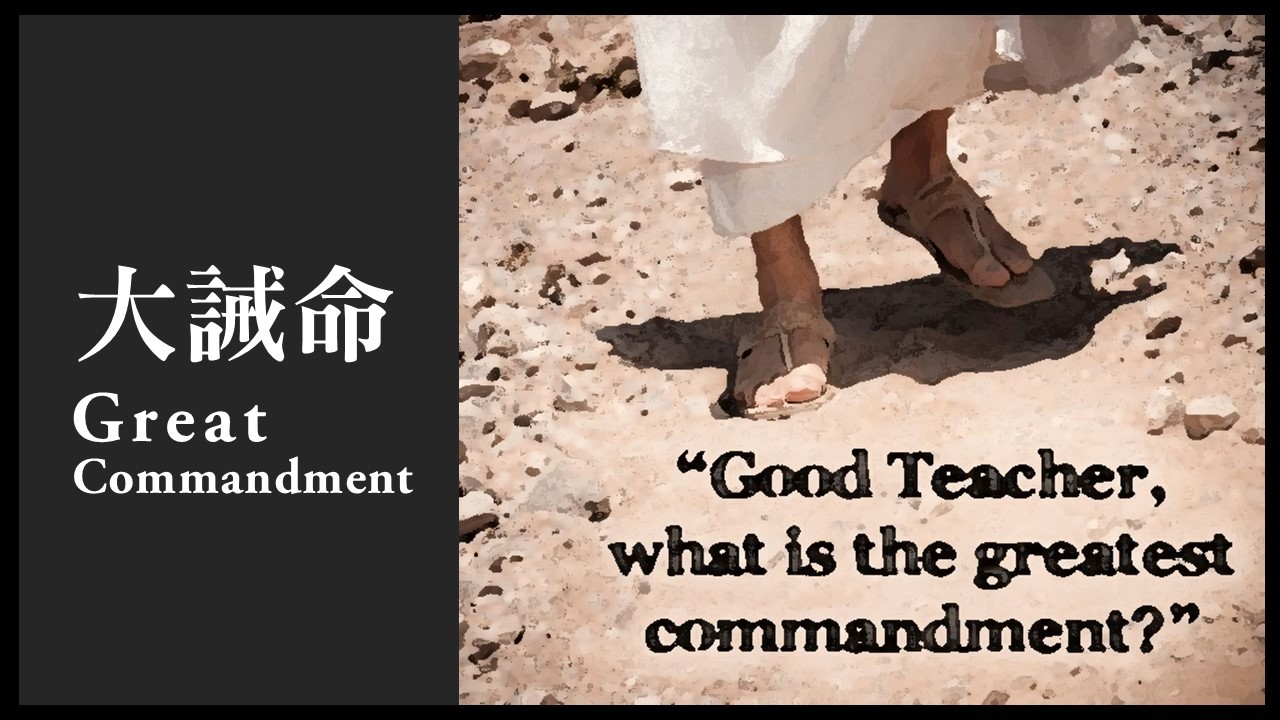 大誡命
Great
Commandment
“Good Teacher,
what is the greatest
commandment?”